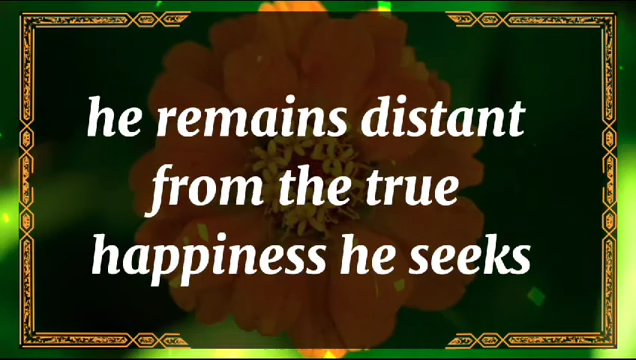 he remains distant
from the true
happiness he seeks